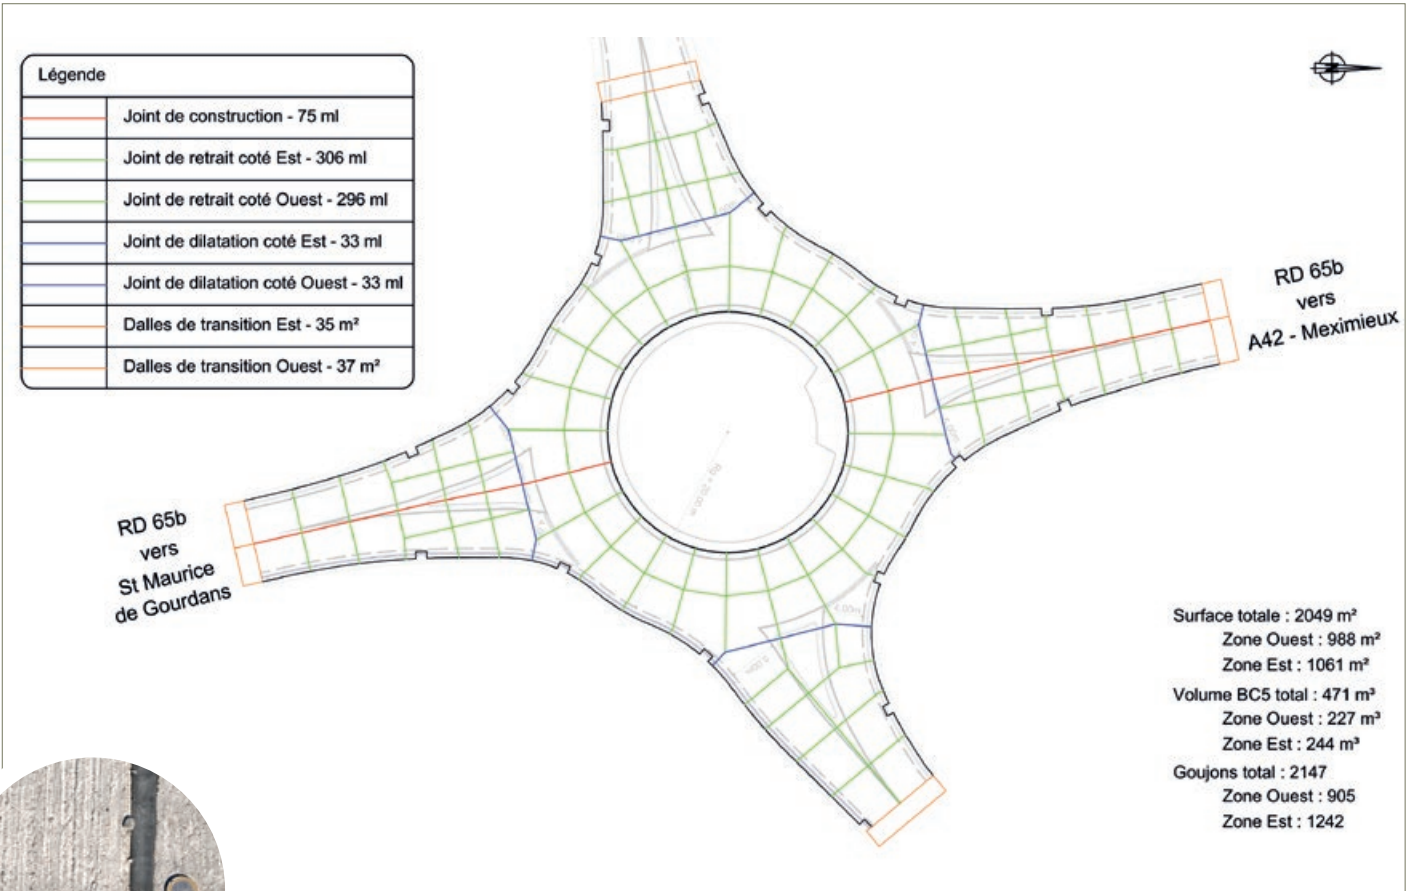 Légende
Joint de construction - 75 ml
Joint de retrait coté Est - 306 ml
Joint de retrait coté Ouest - 296 ml
Joint de dilatation coté Est - 33 ml
Joint de dilatation coté Ouest - 33 ml
Dalles de transition Est - 35 m²
Dalles de transition Ouest - 37 m²
N
RD 65b
vers
A42 - Meximieux
Rg = 20.00 m
RD 65b
vers
St Maurice
de Gourdans
Surface totale : 2049 m²
Zone Ouest : 988 m²
Zone Est : 1061 m²
Volume BC5 total : 471 m³
Zone Ouest : 227 m³
Zone Est : 244 m³
Goujons total : 2147
Zone Ouest : 905
Zone Est : 1242